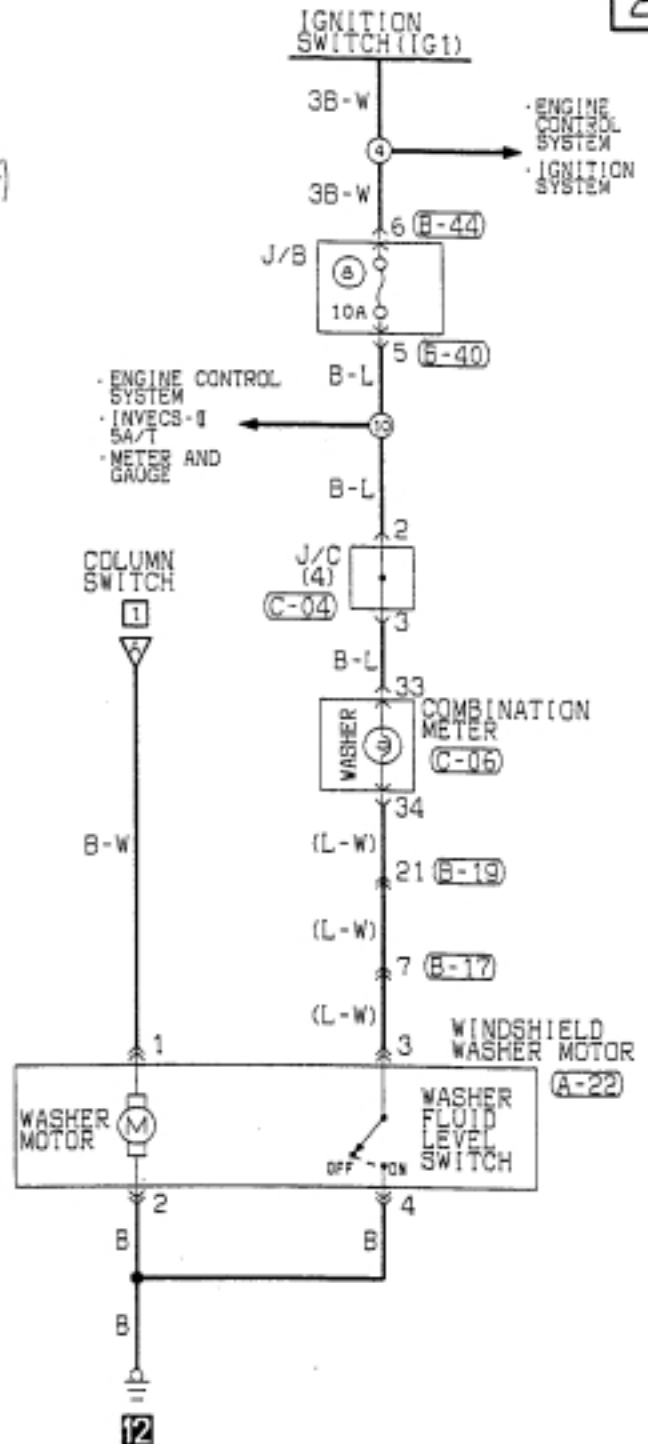 IGNITION
SWITCH(IG1)
3B-W
4
· ENGINE
CONTROL
SYSTEM
· IGNITION
SYSTEM
3B-W
6 B-44
J/B
8
10A
5 B-40
B-L
· ENGINE CONTROL
SYSTEM
· INVECS-Ⅱ
5A/T
· METER AND
GAUGE
10
B-L
2
J/C
(4)
C-04
3
COLUMN
SWITCH
1
B-L
33
WASHER
COMBINATION
METER
C-06
34
B-W
(L-W)
21 B-19
(L-W)
7 B-17
(L-W)
1
3
WINDSHIELD
WASHER MOTOR
A-22
WASHER
MOTOR
M
WASHER
FLUID
LEVEL
SWITCH
OFF ON
2
4
B
B
B
12